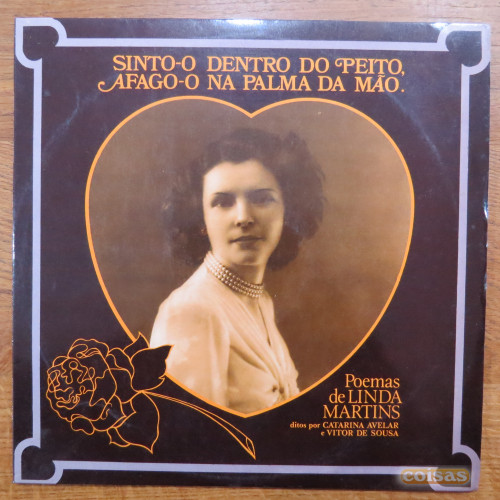 SINTO-O DENTRO DO PEITO,
AFAGO-O NA PALMA DA MÃO.
Poemas
de LINDA
MARTINS
ditos por CATARINA AVELAR
e VITOR DE SOUSA
coisas